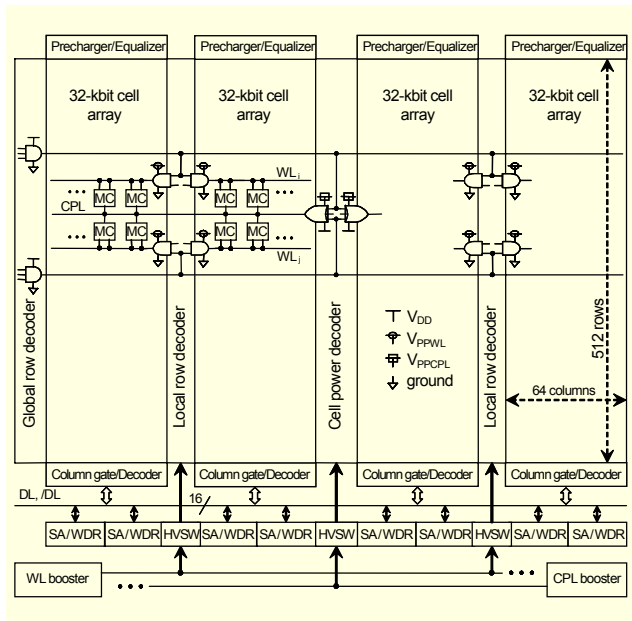 Precharger/Equalizer
Precharger/Equalizer
Precharger/Equalizer
Precharger/Equalizer
32-kbit cell
array
32-kbit cell
array
32-kbit cell
array
32-kbit cell
array
WLi
MC MC MC MC
CPL
MC MC MC MC
WLj
Global row decoder
Local row decoder
Cell power decoder
Local row decoder
VDD
VPPWL
VPPCPL
ground
512 rows
64 columns
Column gate/Decoder
Column gate/Decoder
Column gate/Decoder
Column gate/Decoder
DL, /DL
16
SA/WDR SA/WDR HVSW SA/WDR SA/WDR HVSW SA/WDR SA/WDR HVSW SA/WDR SA/WDR
WL booster
CPL booster